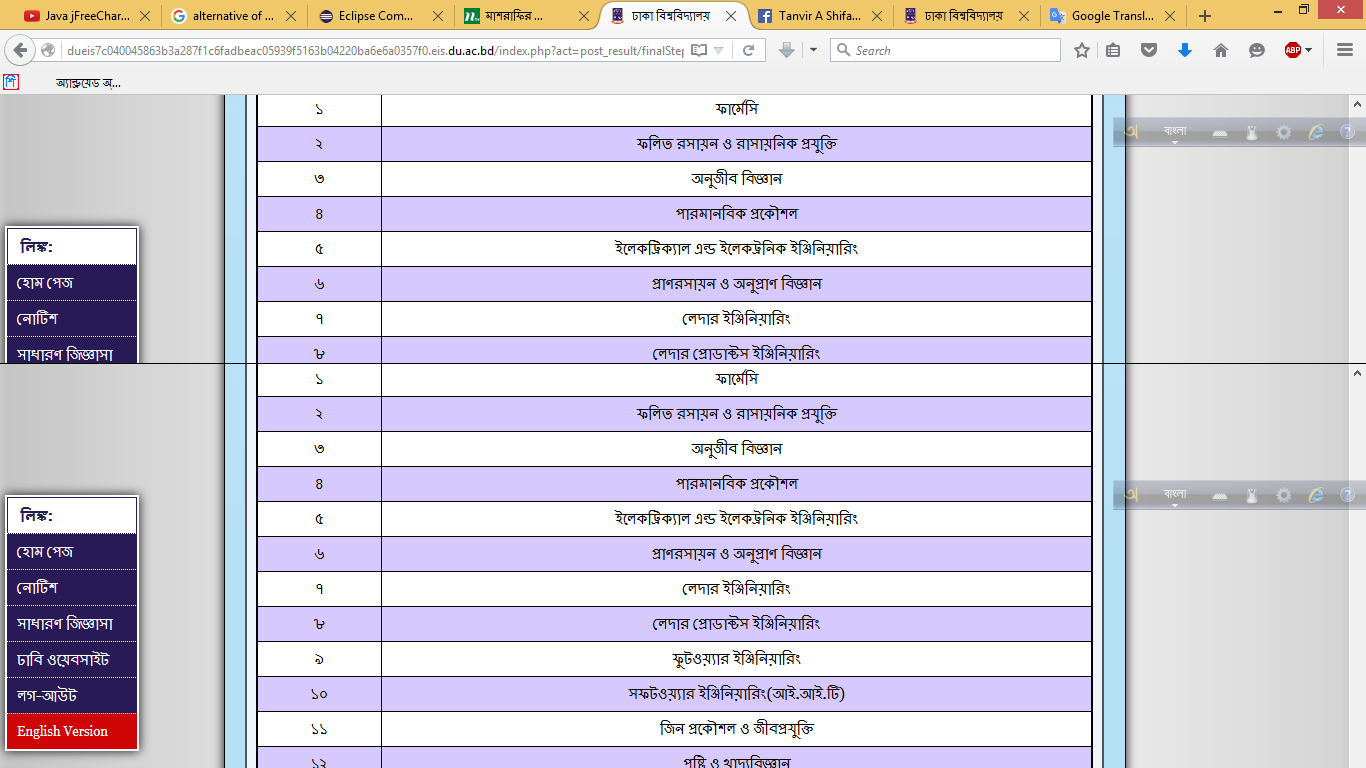 Java jFreeChar...
alternative of ...
Eclipse Com...
মাশরাফির ...
ঢাকা বিশ্ববিদ্যালয়
Tanvir A Shifa...
ঢাকা বিশ্ববিদ্যালয়
Google Transl...
dueis7c040045863b3a287f1c6fadbeac05939f5163b04220ba6e6a0357f0.eis.du.ac.bd/index.php?act=post_result/finalStep
Search
ABP
শি
অ্যান্ড্রয়েড অ্...
১ ফার্মেসি
২ ফলিত রসায়ন ও রাসায়নিক প্রযুক্তি
অ বাংলা
৩ অনুজীব বিজ্ঞান
৪ পারমানবিক প্রকৌশল
লিঙ্ক:
৫ ইলেকট্রিক্যাল এন্ড ইলেকট্রনিক ইঞ্জিনিয়ারিং
হোম পেজ
৬ প্রাণরসায়ন ও অনুপ্রাণ বিজ্ঞান
নোটিশ
৭ লেদার ইঞ্জিনিয়ারিং
সাধারণ জিজ্ঞাসা
৮ লেদার প্রোডাক্টস ইঞ্জিনিয়ারিং
১ ফার্মেসি
২ ফলিত রসায়ন ও রাসায়নিক প্রযুক্তি
৩ অনুজীব বিজ্ঞান
৪ পারমানবিক প্রকৌশল
অ বাংলা
লিঙ্ক:
৫ ইলেকট্রিক্যাল এন্ড ইলেকট্রনিক ইঞ্জিনিয়ারিং
হোম পেজ
৬ প্রাণরসায়ন ও অনুপ্রাণ বিজ্ঞান
নোটিশ
৭ লেদার ইঞ্জিনিয়ারিং
সাধারণ জিজ্ঞাসা
৮ লেদার প্রোডাক্টস ইঞ্জিনিয়ারিং
ঢাবি ওয়েবসাইট
৯ ফুটওয়্যার ইঞ্জিনিয়ারিং
লগ-আউট
১০ সফটওয়্যার ইঞ্জিনিয়ারিং(আই.আই.টি)
English Version
১১ জিন প্রকৌশল ও জীবপ্রযুক্তি
১২ পুষ্টি ও খাদ্যবিজ্ঞান